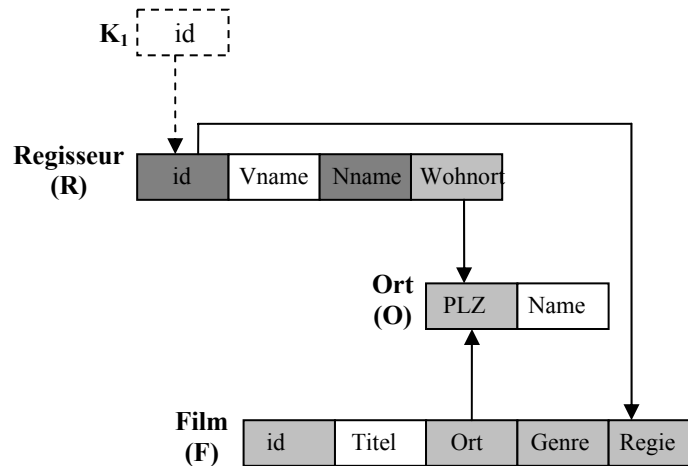 K₁ id
Regisseur
(R)
id Vname Nname Wohnort
Ort
(O)
PLZ Name
Film
(F)
id Titel Ort Genre Regie